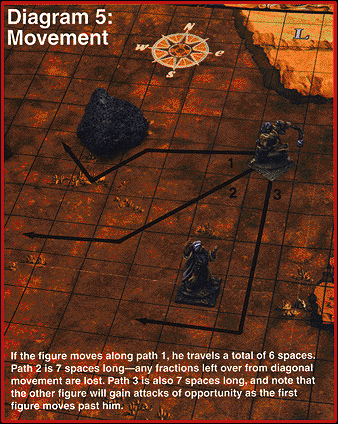 Diagram 5:
Movement
N
W
E
S
L
1
2
3
If the figure moves along path 1, he travels a total of 6 spaces.
Path 2 is 7 spaces long—any fractions left over from diagonal
movement are lost. Path 3 is also 7 spaces long, and note that
the other figure will gain attacks of opportunity as the first
figure moves past him.